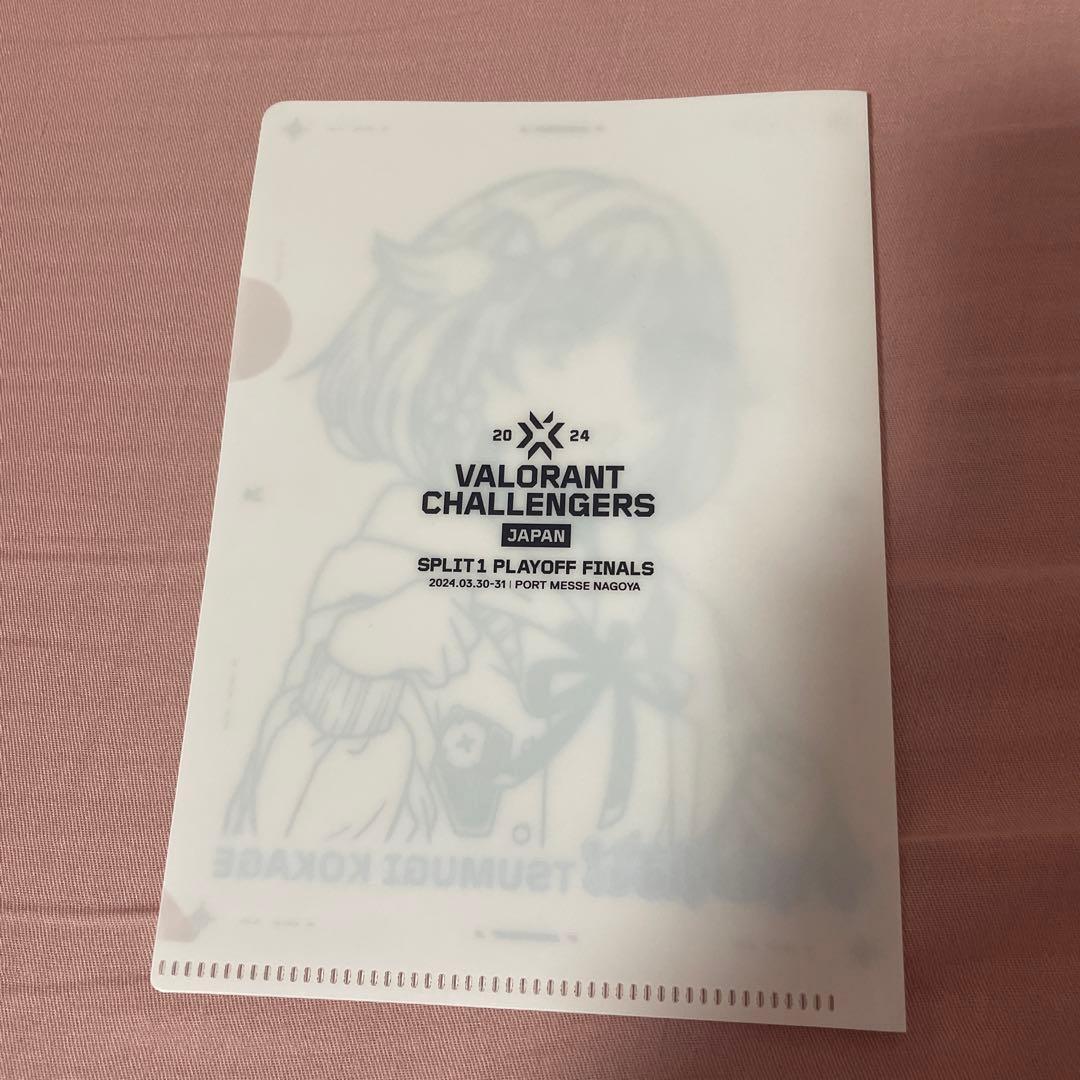 20 24
VALORANT
CHALLENGERS
JAPAN
SPLIT 1 PLAYOFF FINALS
2024.03.30-31 | PORT MESSE NAGOYA
TSUMUGI KOKAGE